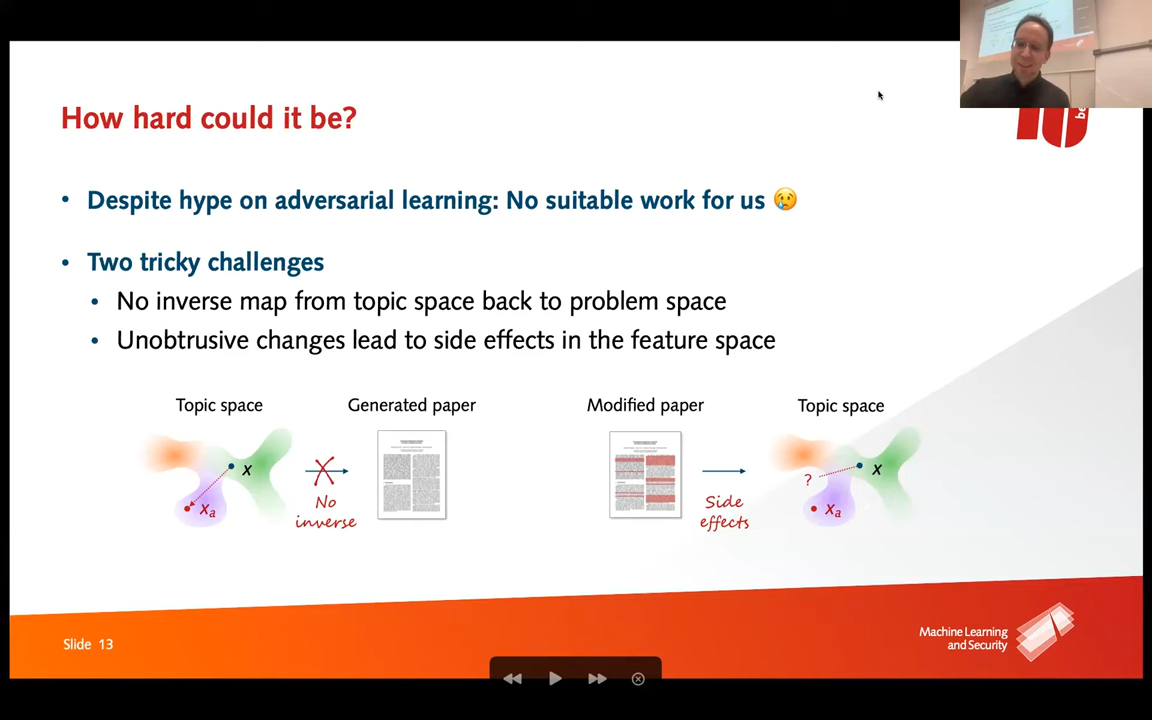 How hard could it be?
be
• Despite hype on adversarial learning: No suitable work for us 😢
• Two tricky challenges
• No inverse map from topic space back to problem space
• Unobtrusive changes lead to side effects in the feature space
Topic space
Generated paper
Modified paper
Topic space
x
xa
No
inverse
Side
effects
?
x
xa
Slide 13
Machine Learning
and Security